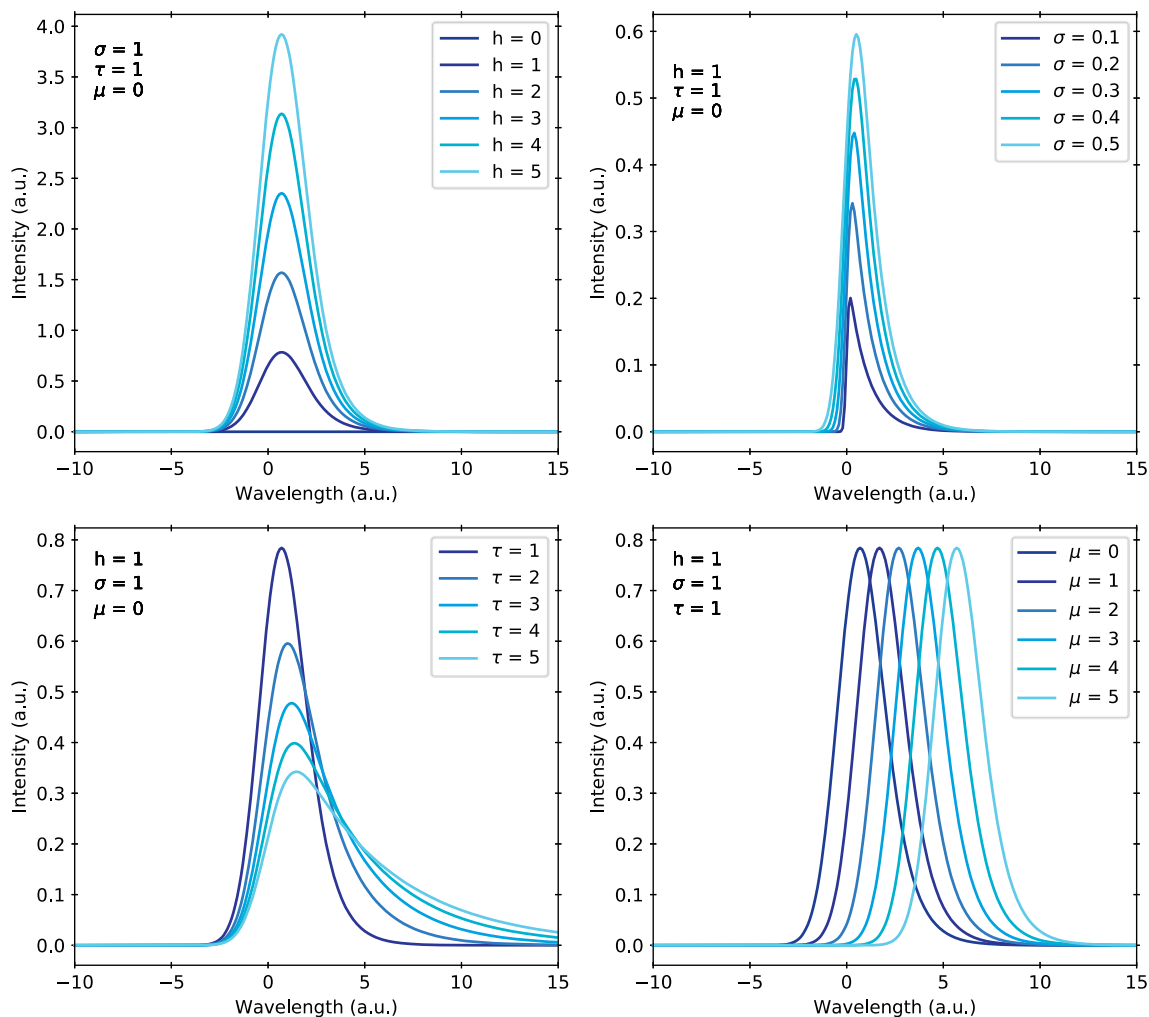 4.0
3.5
3.0
2.5
2.0
1.5
1.0
0.5
0.0
Intensity (a.u.)
σ = 1
τ = 1
μ = 0
h = 0
h = 1
h = 2
h = 3
h = 4
h = 5
−10
−5
0
5
10
15
Wavelength (a.u.)
0.6
0.5
0.4
0.3
0.2
0.1
0.0
Intensity (a.u.)
h = 1
τ = 1
μ = 0
σ = 0.1
σ = 0.2
σ = 0.3
σ = 0.4
σ = 0.5
−10
−5
0
5
10
15
Wavelength (a.u.)
0.8
0.7
0.6
0.5
0.4
0.3
0.2
0.1
0.0
Intensity (a.u.)
h = 1
σ = 1
μ = 0
τ = 1
τ = 2
τ = 3
τ = 4
τ = 5
−10
−5
0
5
10
15
Wavelength (a.u.)
0.8
0.7
0.6
0.5
0.4
0.3
0.2
0.1
0.0
Intensity (a.u.)
h = 1
σ = 1
τ = 1
μ = 0
μ = 1
μ = 2
μ = 3
μ = 4
μ = 5
−10
−5
0
5
10
15
Wavelength (a.u.)